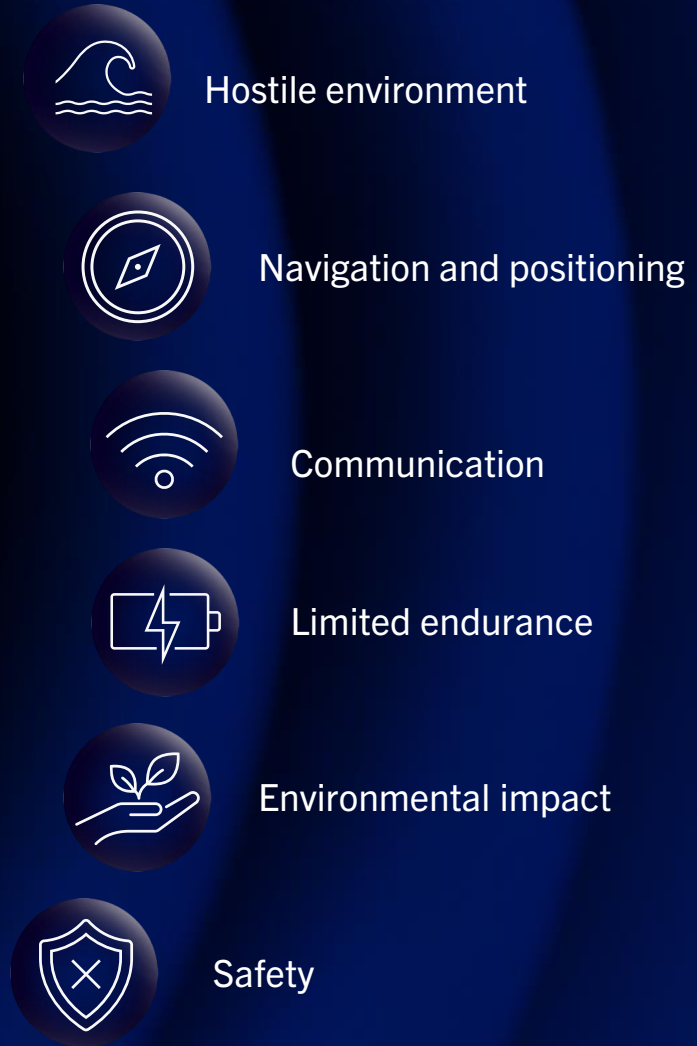 Hostile environment
Navigation and positioning
Communication
Limited endurance
Environmental impact
Safety